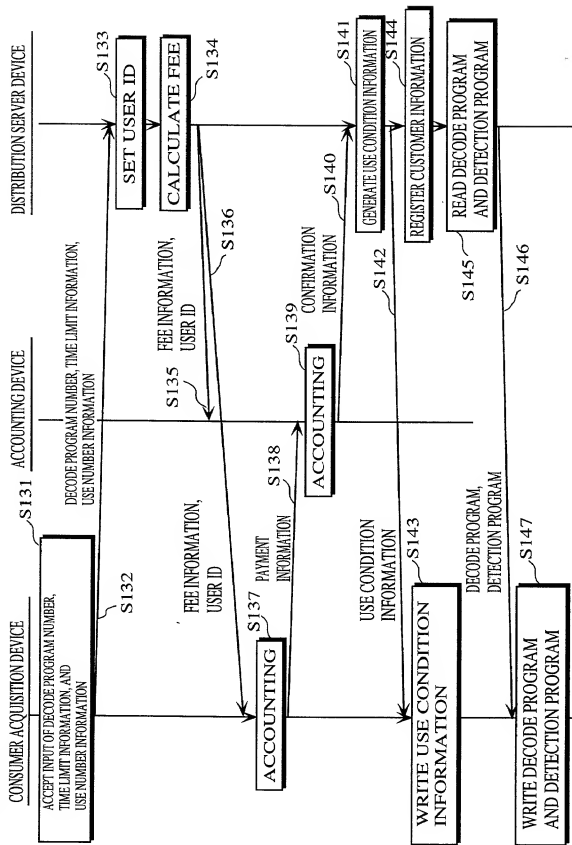 CONSUMER ACQUISITION DEVICE
ACCOUNTING DEVICE
DISTRIBUTION SERVER DEVICE
S131
ACCEPT INPUT OF DECODE PROGRAM NUMBER,
TIME LIMIT INFORMATION, AND
USE NUMBER INFORMATION
S132
DECODE PROGRAM NUMBER, TIME LIMIT INFORMATION,
USE NUMBER INFORMATION
S133
SET USER ID
S134
CALCULATE FEE
S135
FEE INFORMATION,
USER ID
S136
FEE INFORMATION,
USER ID
S137
ACCOUNTING
PAYMENT
INFORMATION
S138
S139
ACCOUNTING
CONFIRMATION
INFORMATION
S140
S141
GENERATE USE CONDITION INFORMATION
S142
USE CONDITION
INFORMATION
S143
WRITE USE CONDITION
INFORMATION
S144
REGISTER CUSTOMER INFORMATION
READ DECODE PROGRAM
AND DETECTION PROGRAM
S145
S146
DECODE PROGRAM,
DETECTION PROGRAM
S147
WRITE DECODE PROGRAM
AND DETECTION PROGRAM